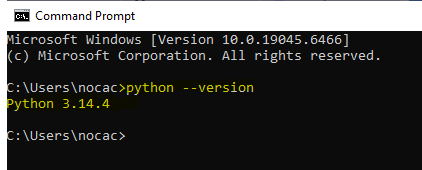 Command Prompt
Microsoft Windows [Version 10.0.19045.6466]
(c) Microsoft Corporation. All rights reserved.
C:\Users\nocac>python --version
Python 3.14.4
C:\Users\nocac>